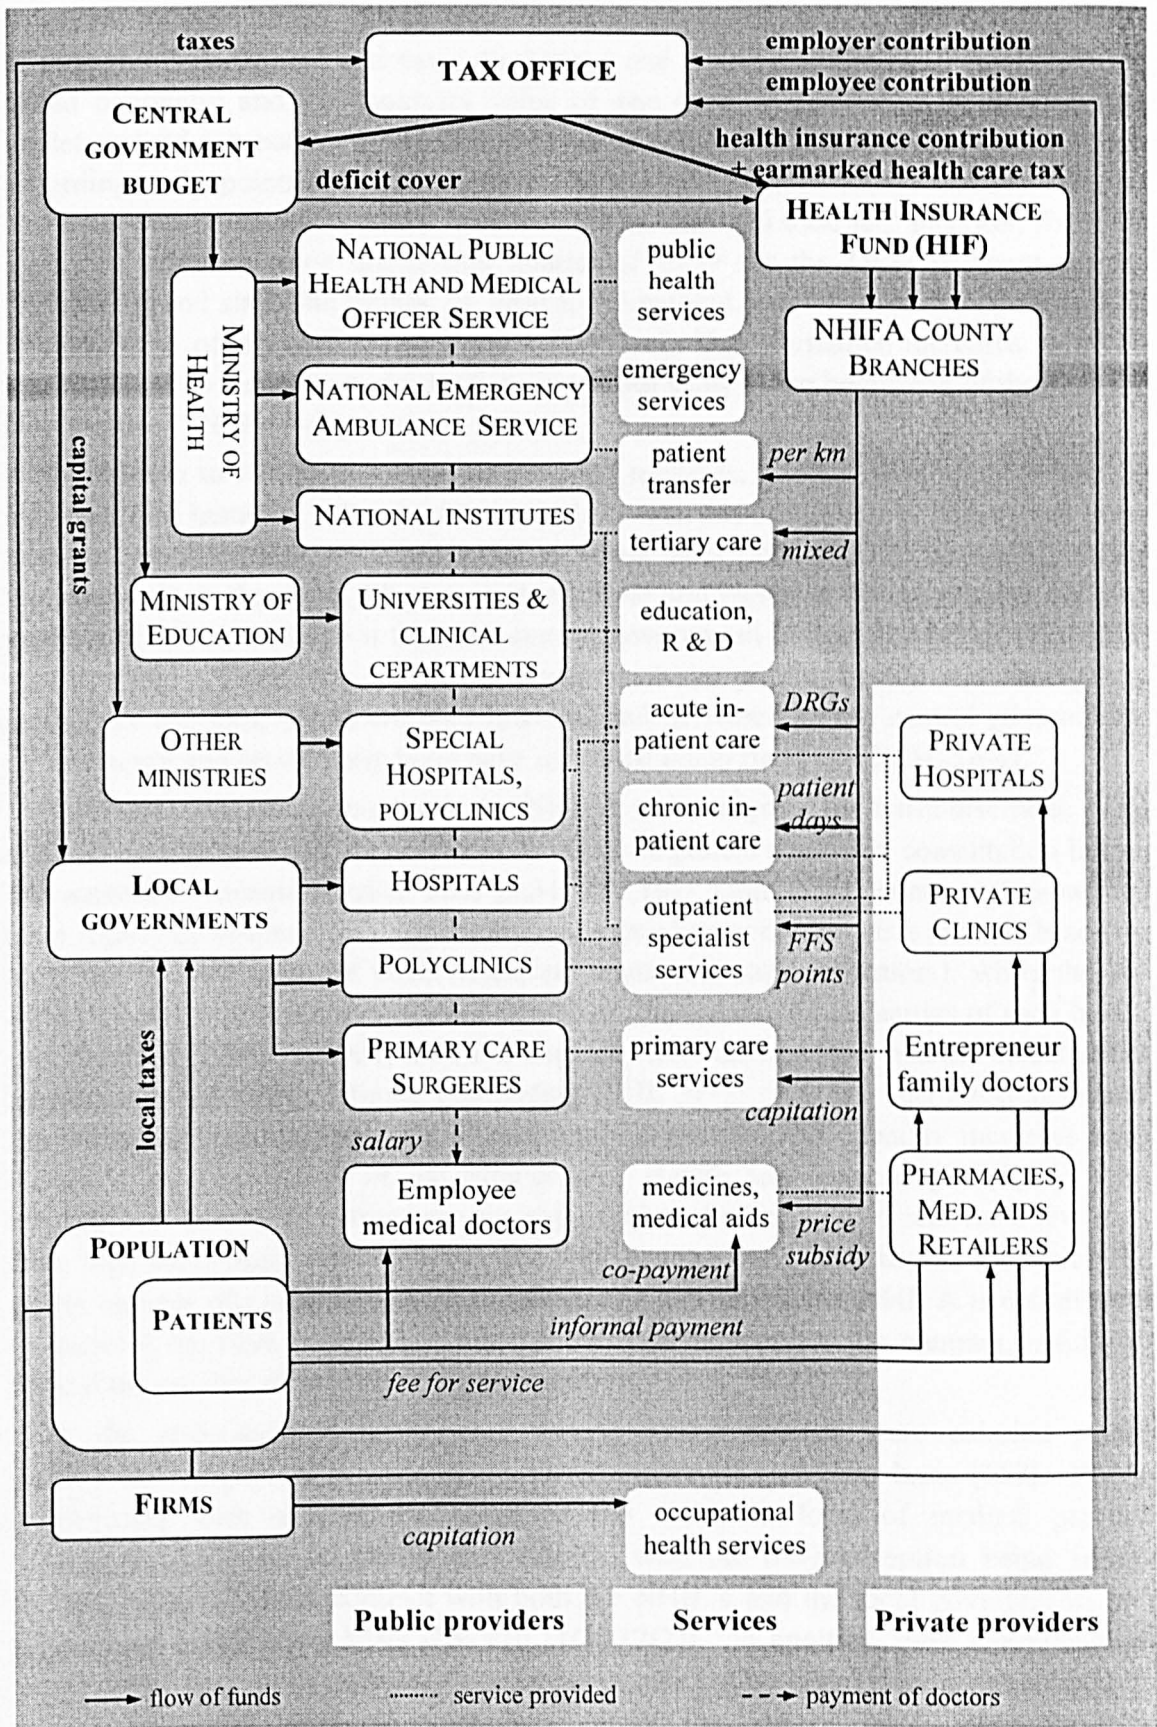 taxes
TAX OFFICE
employer contribution
employee contribution
CENTRAL
GOVERNMENT
BUDGET
health insurance contribution
+ earmarked health care tax
deficit cover
HEALTH INSURANCE
FUND (HIF)
NATIONAL PUBLIC
HEALTH AND MEDICAL
OFFICER SERVICE
public
health
services
NHIFA COUNTY
BRANCHES
MINISTRY OF
HEALTH
NATIONAL EMERGENCY
AMBULANCE SERVICE
emergency
services
patient
transfer
per km
capital grants
NATIONAL INSTITUTES
tertiary care
mixed
MINISTRY OF
EDUCATION
UNIVERSITIES &
CLINICAL
CEPARTMENTS
education,
R & D
OTHER
MINISTRIES
SPECIAL
HOSPITALS,
POLYCLINICS
acute in-
patient care
DRGs
PRIVATE
HOSPITALS
chronic in-
patient care
patient
days
LOCAL
GOVERNMENTS
HOSPITALS
outpatient
specialist
services
FFS
points
PRIVATE
CLINICS
POLYCLINICS
local taxes
PRIMARY CARE
SURGERIES
primary care
services
capitation
Entrepreneur
family doctors
salary
Employee
medical doctors
medicines,
medical aids
price
subsidy
PHARMACIES,
MED. AIDS
RETAILERS
POPULATION
PATIENTS
co-payment
informal payment
fee for service
FIRMS
capitation
occupational
health services
Public providers
Services
Private providers
flow of funds
service provided
payment of doctors